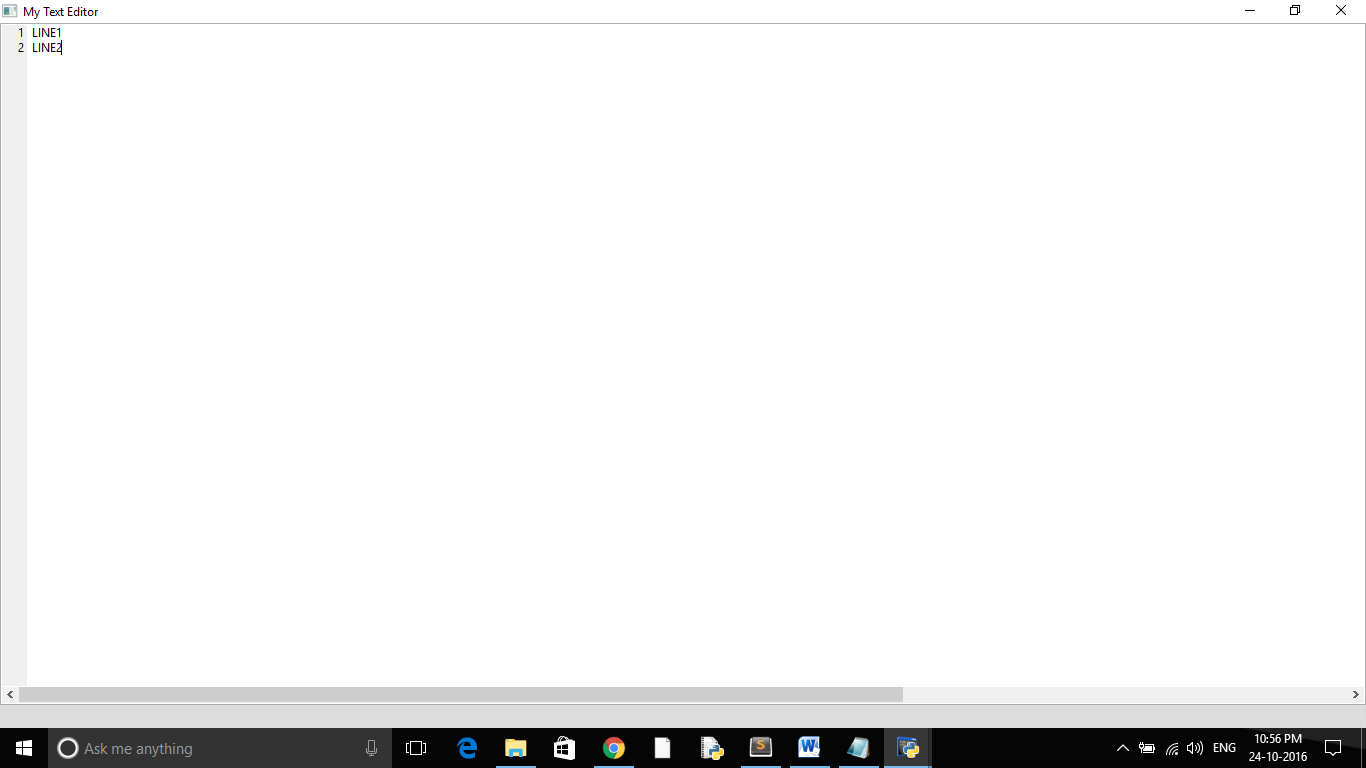 My Text Editor
1 LINE1
2 LINE2
Ask me anything
ENG
10:56 PM
24-10-2016